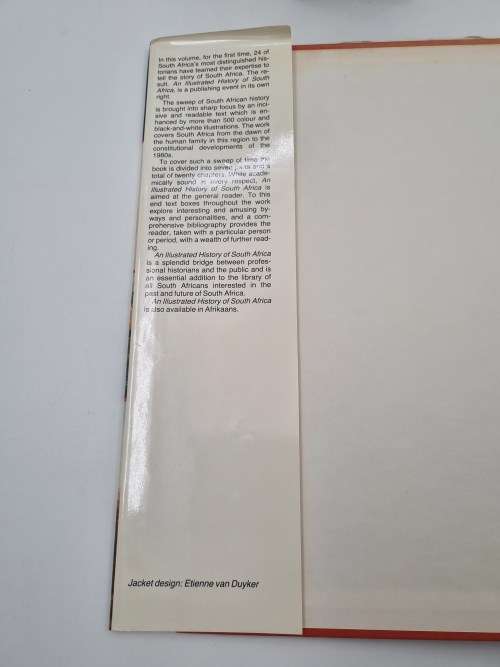 In this volume, for the first time, 24 of
South Africa's most distinguished his-
torians have teamed their expertise to
tell the story of South Africa. The re-
sult, An Illustrated History of South
Africa, is a publishing event in its own
right.
The sweep of South African history
is brought into sharp focus by an inci-
sive and readable text which is en-
hanced by more than 500 colour and
black-and-white illustrations. The work
covers South Africa from the dawn of
the human family in this region to the
constitutional developments of the
1980s.
To cover such a sweep of time the
book is divided into seven parts and a
total of twenty chapters. While acade-
mically sound in every respect, An
Illustrated History of South Africa is
aimed at the general reader. To this
end text boxes throughout the work
explore interesting and amusing by-
ways and personalities, and a com-
prehensive bibliography provides the
reader, taken with a particular person
or period, with a wealth of further read-
ing.
An Illustrated History of South Africa
is a splendid bridge between profes-
sional historians and the public and is
an essential addition to the library of
all South Africans interested in the
past and future of South Africa.
An Illustrated History of South Africa
is also available in Afrikaans.
Jacket design: Etienne van Duyker